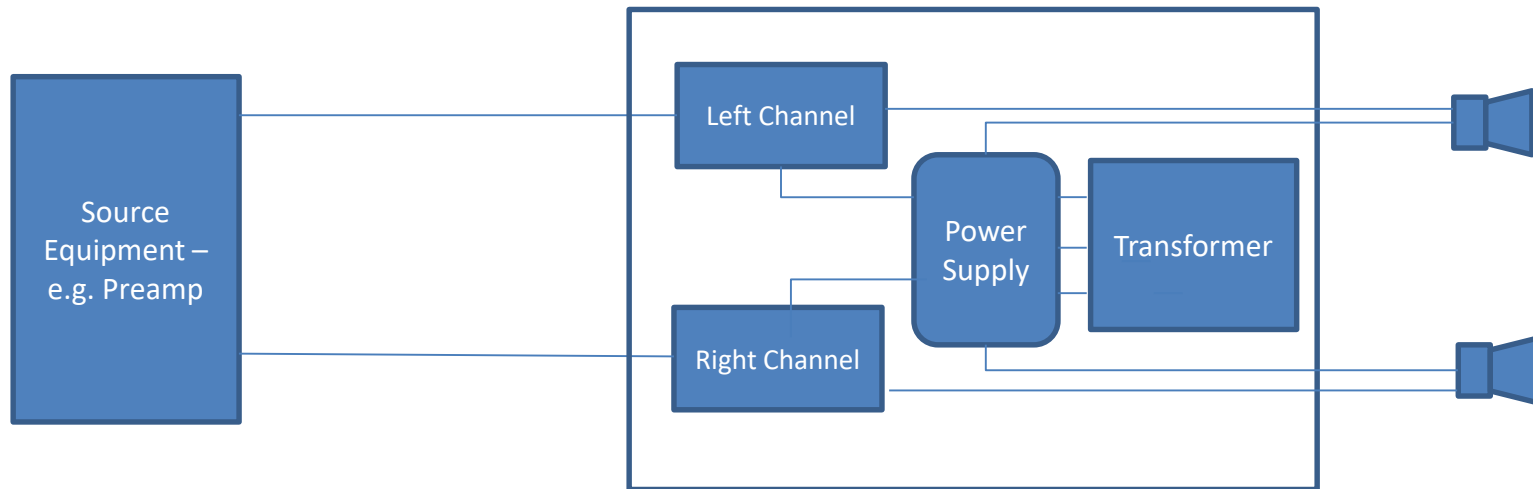 Source
Equipment –
e.g. Preamp
Left Channel
Right Channel
Power
Supply
Transformer